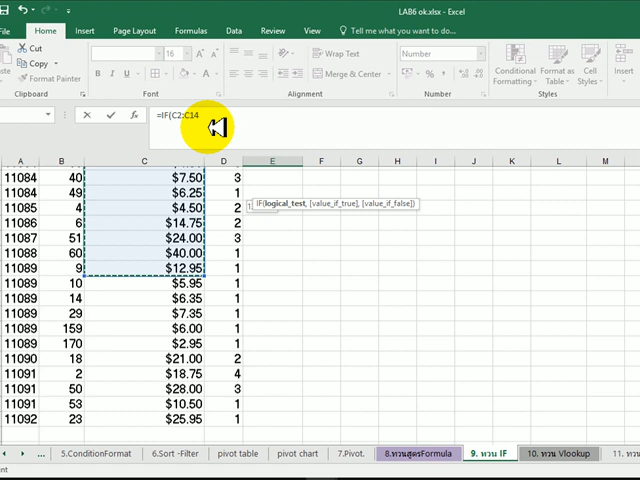 LAB6 ok.xlsx - Excel
Home Insert Page Layout Formulas Data Review View Tell me what you want to do...
Cut
Copy
Format Painter
Clipboard
16
B I U
Font
Wrap Text
Merge & Center
Alignment
Number
Number
Conditional Formatting
Format as Table
Cell Styles
Styles
Insert
Ce
fx =IF(C2:C14
A B C D E F G H I J K L M
11084 40 $7.50 3
11084 49 $6.25 1
11085 4 $4.50 2
IF(logical_test, [value_if_true], [value_if_false])
11086 6 $14.75 2
11087 51 $24.00 3
11088 60 $40.00 1
11089 9 $12.95 1
11089 10 $5.95 1
11089 14 $6.35 1
11089 29 $7.35 1
11089 159 $6.00 1
11089 170 $2.95 1
11090 18 $21.00 2
11091 2 $18.75 4
11091 50 $28.00 3
11091 53 $10.50 1
11092 23 $25.95 1
... 5.ConditionFormat 6.Sort -Filter pivot table pivot chart 7.Pivot. 8.ทวนสูตรFormula 9. ทวน IF 10. ทวน Vlookup 11. ทวน